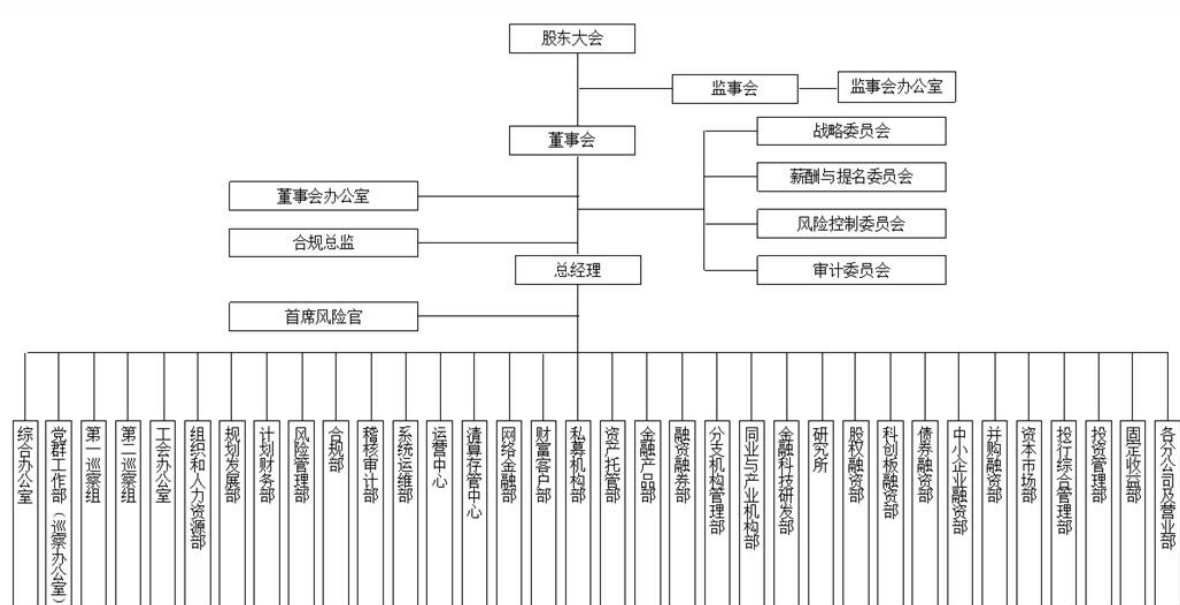 股东大会
监事会
监事会办公室
董事会
战略委员会
薪酬与提名委员会
风险控制委员会
审计委员会
董事会办公室
合规总监
总经理
首席风险官
综合办公室
党群工作部（巡察办公室）
第一巡察组
第二巡察组
工会办公室
组织和人力资源部
规划发展部
计划财务部
风险管理部
合规部
稽核审计部
系统运维部
运营中心
清算存管中心
网络金融部
财富客户部
私募机构部
资产托管部
金融产品部
融资融券部
分支机构管理部
同业与产业机构部
金融科技研发部
研究所
股权融资部
科创板融资部
债券融资部
中小企业融资部
并购融资部
资本市场部
投行综合管理部
投资管理部
固定收益部
各分公司及营业部